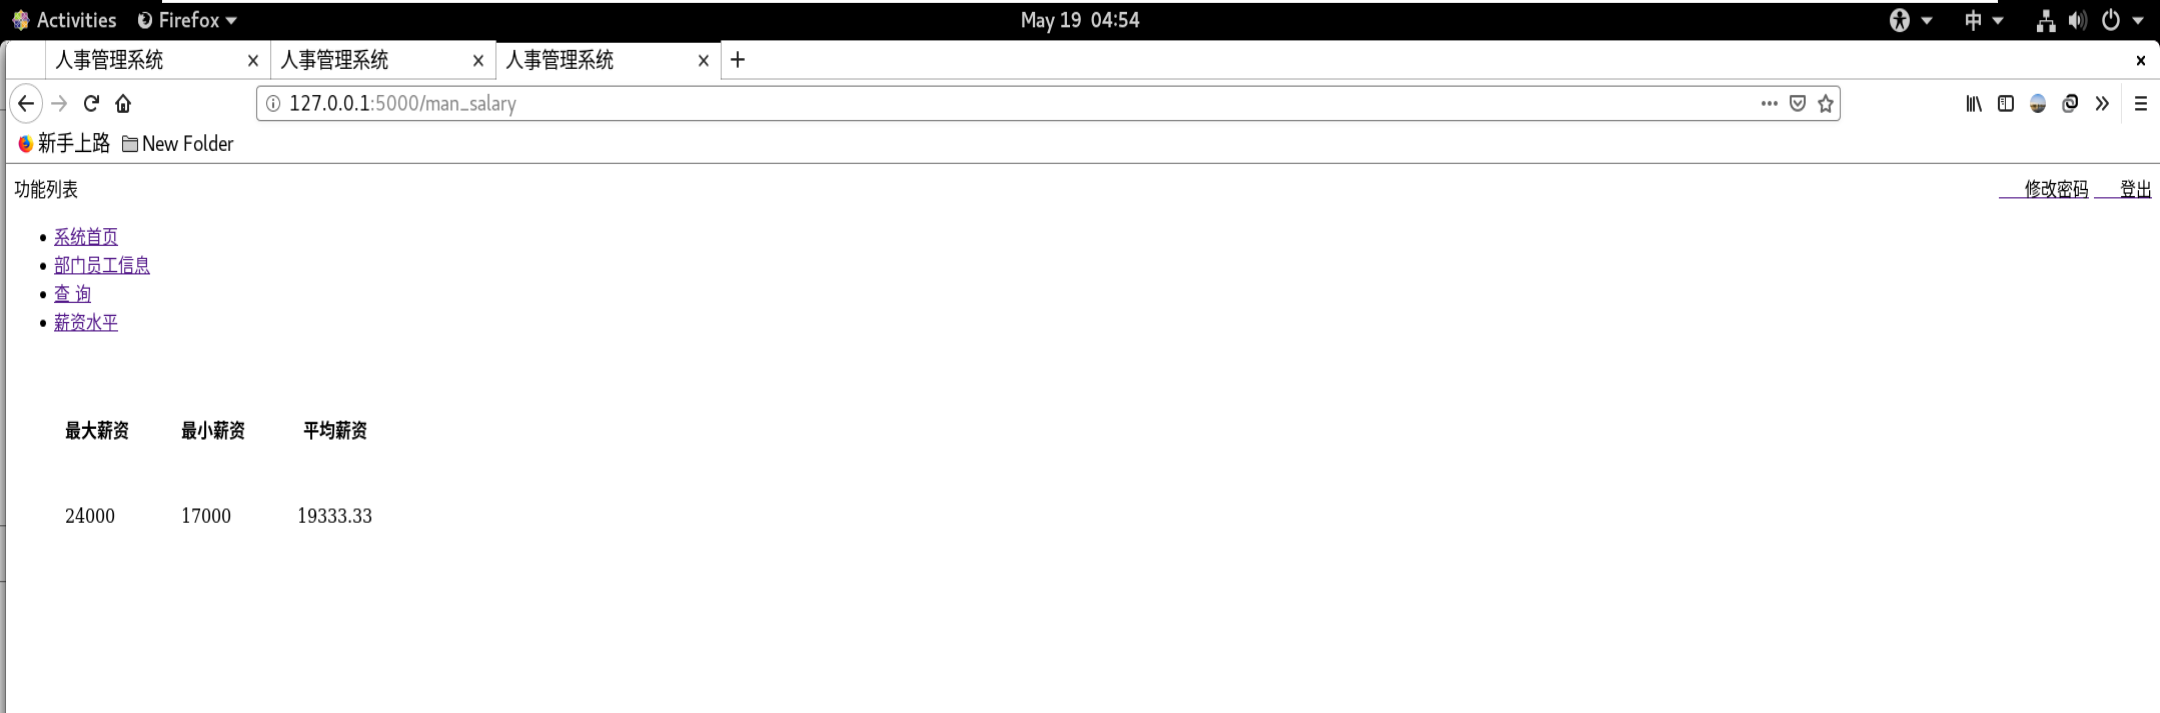 Activities Firefox May 19 04:54 中
人事管理系统 人事管理系统 人事管理系统
127.0.0.1:5000/man_salary
新手上路 New Folder
功能列表 修改密码 登出
系统首页
部门员工信息
查 询
薪资水平
最大薪资 最小薪资 平均薪资
24000 17000 19333.33